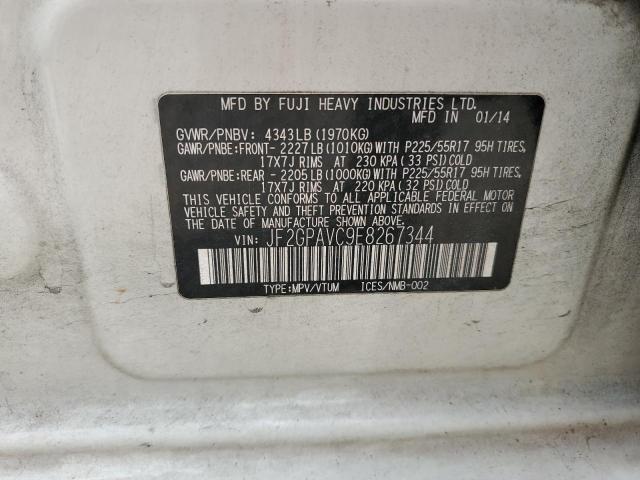 MFD BY FUJI HEAVY INDUSTRIES LTD.
MFD IN 01/14
GVWR/PNBV: 4343LB (1970KG)
GAWR/PNBE:FRONT- 2227LB (1010KG) WITH P225/55R17 95H TIRES,
17X7J RIMS AT 230 KPA ( 33 PSI) COLD
GAWR/PNBE:REAR - 2205LB (1000KG) WITH P225/55R17 95H TIRES,
17X7J RIMS AT 220 KPA ( 32 PSI) COLD
THIS VEHICLE CONFORMS TO ALL APPLICABLE FEDERAL MOTOR
VEHICLE SAFETY AND THEFT PREVENTION STANDARDS IN EFFECT ON
THE DATE OF MANUFACTURE SHOWN ABOVE.
VIN: JF2GPAVC9E8267344
TYPE:MPV/VTUM ICES/NMB-002